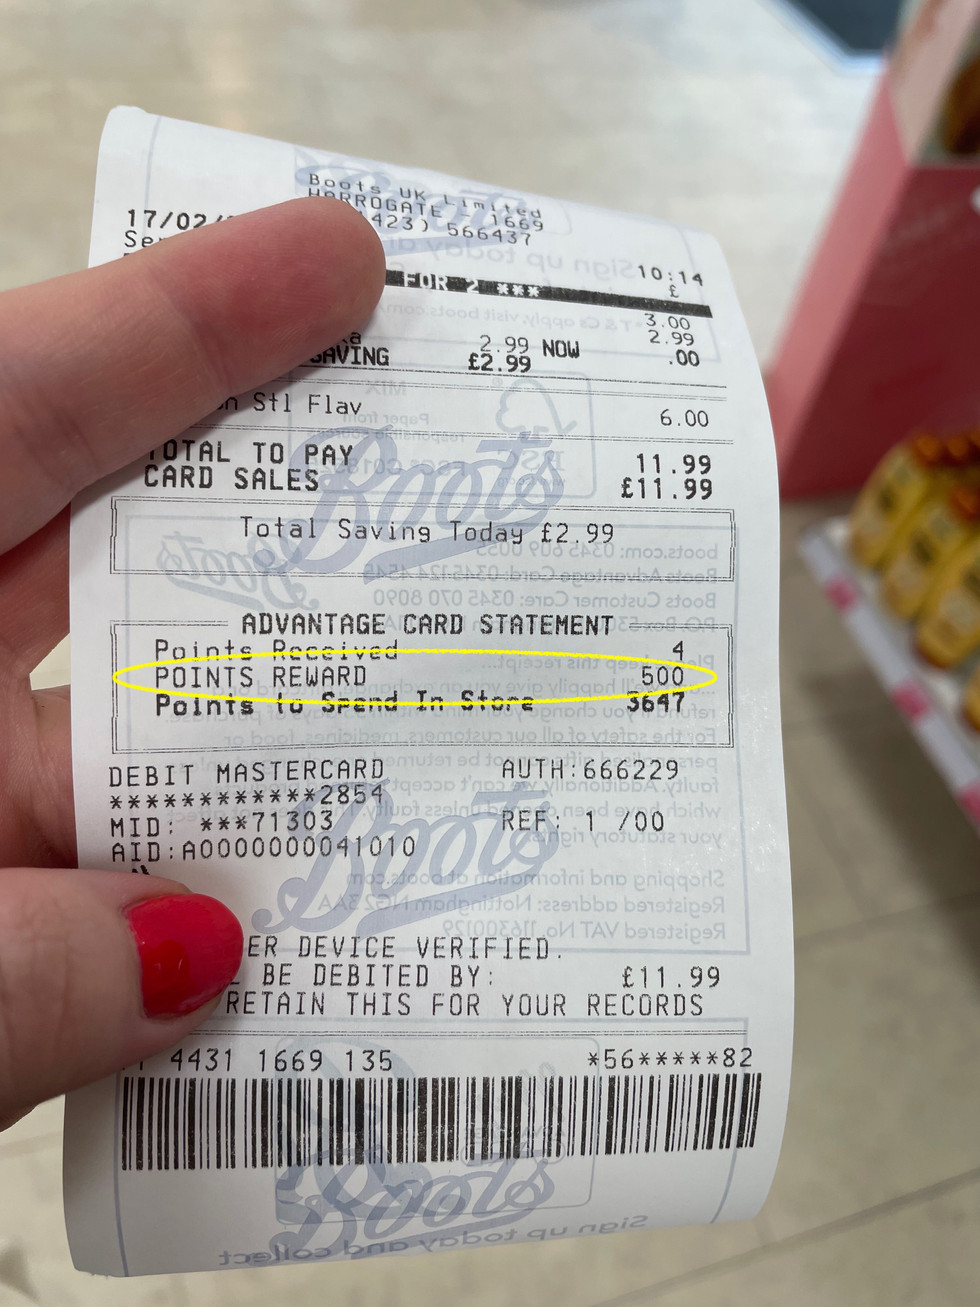 Boots UK Limited
HARROGATE - 1669
423) 566437
17/02/
10:14
£
FOR 2 ***
3.00
2.99
2.99 NOW .00
SAVING £2.99
Stl Flav 6.00
TOTAL TO PAY 11.99
CARD SALES £11.99
Total Saving Today £2.99
ADVANTAGE CARD STATEMENT
Points Received 4
POINTS REWARD 500
Points to Spend In Store 3647
DEBIT MASTERCARD AUTH:666229
************2854
MID: ***71303 REF: 1 /00
AID:A0000000041010
ER DEVICE VERIFIED.
BE DEBITED BY: £11.99
RETAIN THIS FOR YOUR RECORDS
4431 1669 135 *56*****82